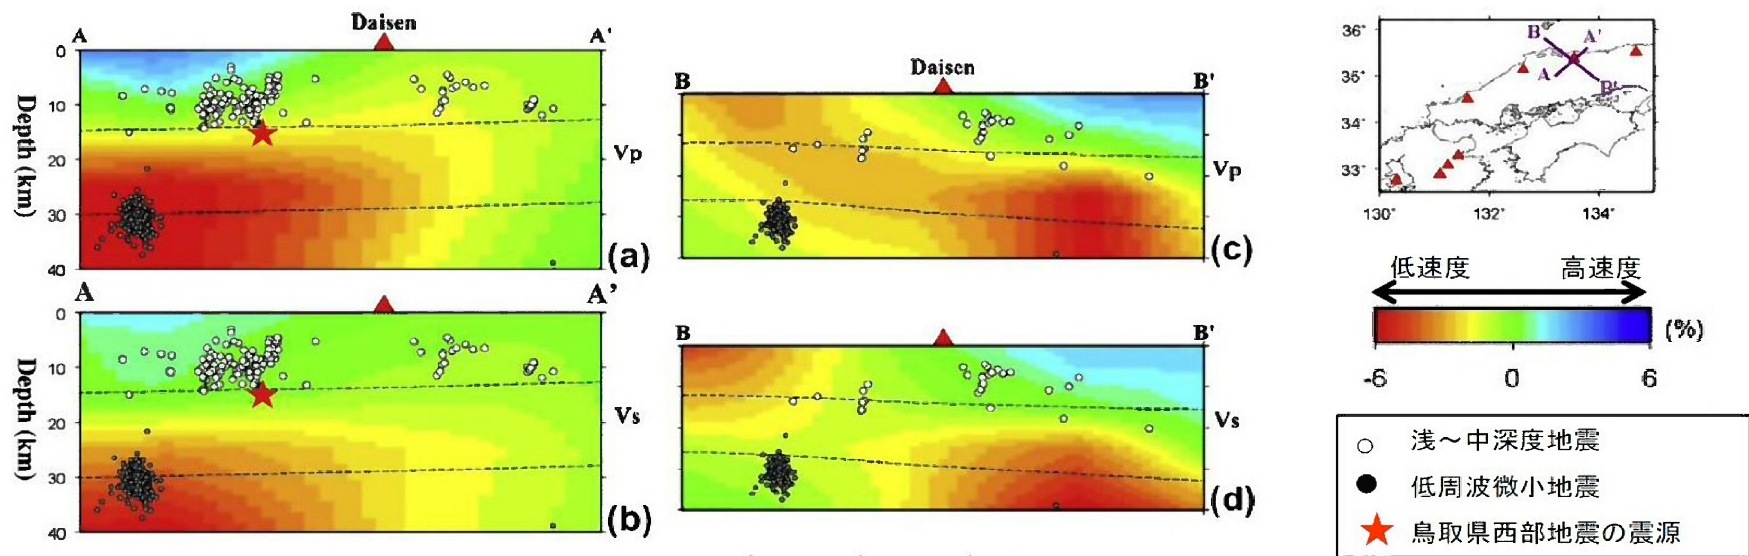 Daisen
A A'
0
10
20
30
40
Depth (km)
Vp
(a)
A A’
0
10
20
30
40
Depth (km)
Vs
(b)
Daisen
B B'
Vp
(c)
B B'
Vs
(d)
36°
35°
34°
33°
130° 132° 134°
B A'
A B'
低速度 高速度
(%)
-6 0 6
浅～中深度地震
低周波微小地震
鳥取県西部地震の震源